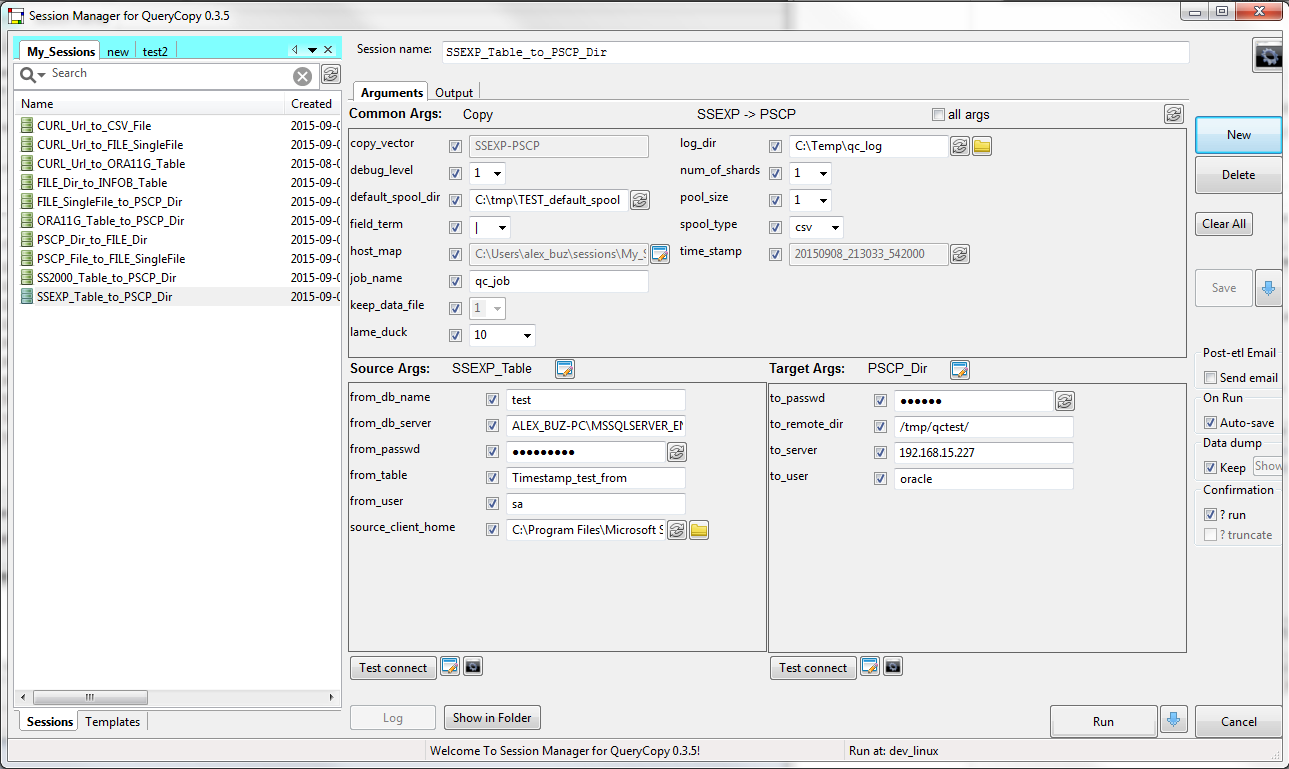 Session Manager for QueryCopy 0.3.5
My_Sessions new test2
Search
Name Created
CURL_Url_to_CSV_File 2015-09-0
CURL_Url_to_FILE_SingleFile 2015-09-0
CURL_Url_to_ORA11G_Table 2015-08-0
FILE_Dir_to_INFOB_Table 2015-09-0
FILE_SingleFile_to_PSCP_Dir 2015-09-0
ORA11G_Table_to_PSCP_Dir 2015-09-0
PSCP_Dir_to_FILE_Dir 2015-09-0
PSCP_File_to_FILE_SingleFile 2015-09-0
SS2000_Table_to_PSCP_Dir 2015-09-0
SSEXP_Table_to_PSCP_Dir 2015-09-0
Sessions Templates
Session name: SSEXP_Table_to_PSCP_Dir
Arguments Output
Common Args: Copy SSEXP -> PSCP all args
copy_vector SSEXP-PSCP
debug_level 1
default_spool_dir C:\tmp\TEST_default_spool
field_term |
host_map C:\Users\alex_buz\sessions\My_S
job_name qc_job
keep_data_file 1
lame_duck 10
log_dir C:\Temp\qc_log
num_of_shards 1
pool_size 1
spool_type csv
time_stamp 20150908_213033_542000
Source Args: SSEXP_Table
from_db_name test
from_db_server ALEX_BUZ-PC\MSSQLSERVER_EN
from_passwd •••••••••
from_table Timestamp_test_from
from_user sa
source_client_home C:\Program Files\Microsoft S
Test connect
Target Args: PSCP_Dir
to_passwd ••••••
to_remote_dir /tmp/qctest/
to_server 192.168.15.227
to_user oracle
Test connect
Log Show in Folder Run
New
Delete
Clear All
Save
Post-etl Email
Send email
On Run
Auto-save
Data dump
Keep Show
Confirmation
? run
? truncate
Cancel
Welcome To Session Manager for QueryCopy 0.3.5! Run at: dev_linux